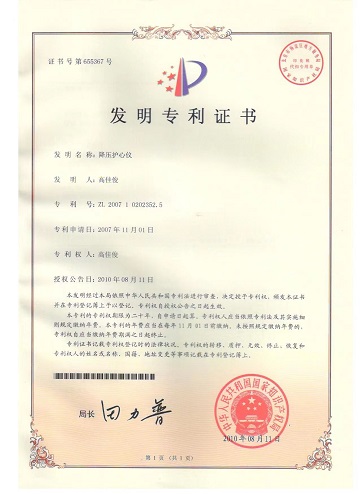 证书号第655367号
发明专利证书
发明名称：降压护心仪
发明人：高桂俊
专利号：ZL 2007 1 0202352.5
专利申请日：2007年11月01日
专利权人：高佳俊
授权公告日：2010年08月11日
本发明经过本局依照中华人民共和国专利法进行审查，决定授予专利权，颁发本证书
并在专利登记簿上予以登记。专利权自授权公告之日起生效。
本专利的专利权期限为二十年，自申请日起算。专利权人应当依照专利法及其实施细
则规定缴纳年费。本专利的年费应当在每年11月01日前缴纳。未按照规定缴纳年费的，
专利权自应当缴纳年费期满之日起终止。
专利证书记载专利权登记时的法律状况。专利权的转移、质押、无效、终止、恢复和
专利权人的姓名或名称、国籍、地址变更等事项记载在专利登记簿上。
局长 田力普
中华人民共和国国家知识产权局
2010年08月11日
第1页（共1页）